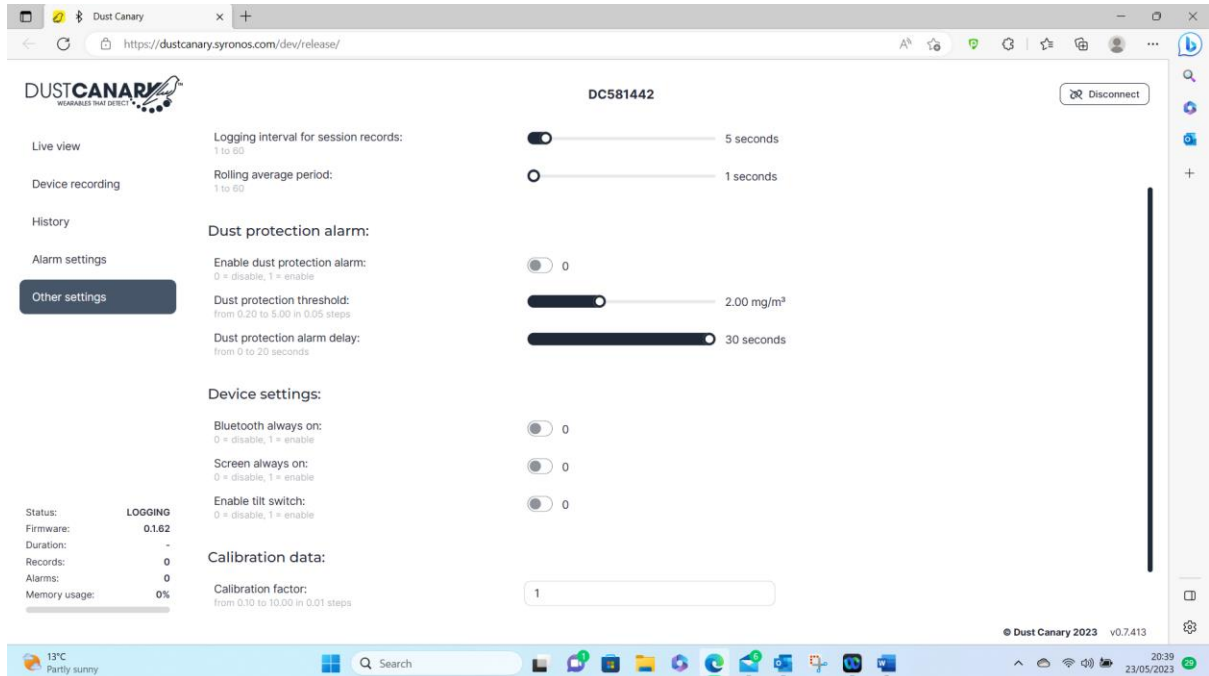 Dust Canary
https://dustcanary.syronos.com/dev/release/
DUSTCANARY™
WEARABLES THAT DETECT
DC581442
Disconnect
Live view
Device recording
History
Alarm settings
Other settings
Logging interval for session records:
1 to 60
5 seconds
Rolling average period:
1 to 60
1 seconds
Dust protection alarm:
Enable dust protection alarm:
0 = disable, 1 = enable
0
Dust protection threshold:
from 0.20 to 5.00 in 0.05 steps
2.00 mg/m³
Dust protection alarm delay:
from 0 to 20 seconds
30 seconds
Device settings:
Bluetooth always on:
0 = disable, 1 = enable
0
Screen always on:
0 = disable, 1 = enable
0
Enable tilt switch:
0 = disable, 1 = enable
0
Calibration data:
Calibration factor:
from 0.10 to 10.00 in 0.01 steps
1
Status: LOGGING
Firmware: 0.1.62
Duration: -
Records: 0
Alarms: 0
Memory usage: 0%
© Dust Canary 2023 v0.7.413
13°C
Partly sunny
Search
20:39
23/05/2023